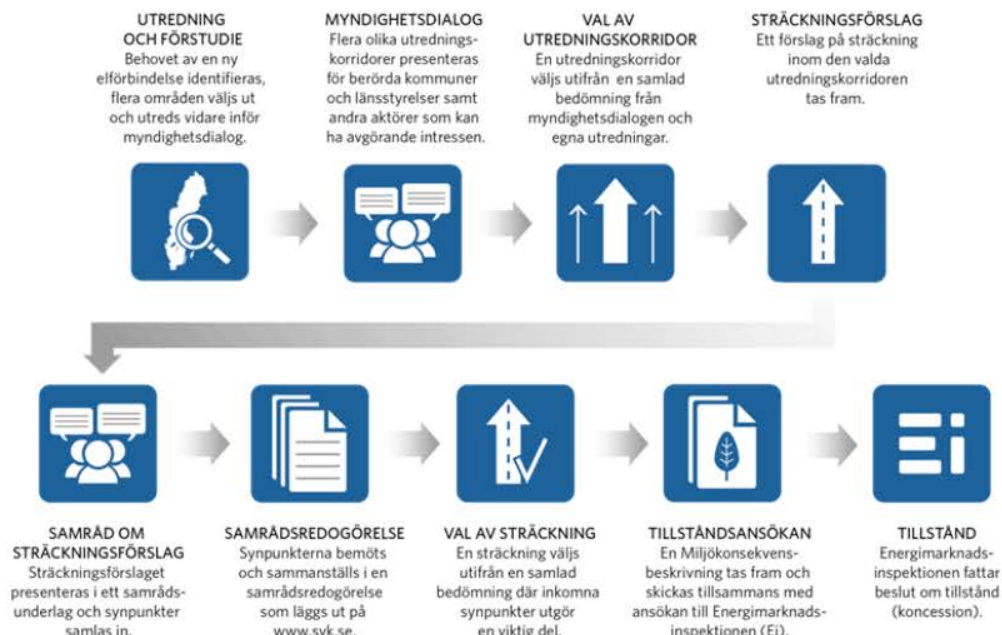 UTREDNING
OCH FÖRSTUDIE
Behovet av en ny
elförbindelse identifieras,
flera områden väljs ut
och utreds vidare inför
myndighetsdialog.
MYNDIGHETSDIALOG
Flera olika utrednings-
korridorer presenteras
för berörda kommuner
och länsstyrelser samt
andra aktörer som kan
ha avgörande intressen.
VAL AV
UTREDNINGSKORRIDOR
En utredningskorridor
väljs utifrån en samlad
bedömning från
myndighetsdialogen och
egna utredningar.
STRÄCKNINGSFÖRSLAG
Ett förslag på sträckning
inom den valda
utredningkorridoren
tas fram.
Ei
SAMRÅD OM
STRÄCKNINGSFÖRSLAG
Sträckningsförslaget
presenteras i ett samråds-
underlag och synpunkter
samlas in.
SAMRÅDSREDOGÖRELSE
Synpunkterna bemöts
och sammanställs i en
samrådsredogörelse
som läggs ut på
www.svk.se.
VAL AV STRÄCKNING
En sträckning väljs
utifrån en samlad
bedömning där inkomna
synpunkter utgör
en viktig del.
TILLSTÅNDSANSÖKAN
En Miljökonsekvens-
beskrivning tas fram och
skickas tillsammans med
ansökan till Energimarknads-
inspektionen (Ei).
TILLSTÅND
Energimarknads-
inspektionen fattar
beslut om tillstånd
(koncession).